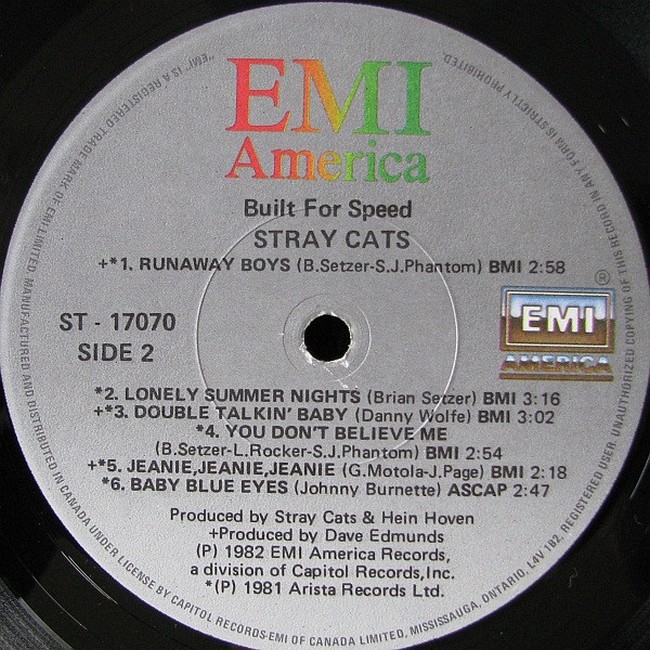 EMI
America
Built For Speed
STRAY CATS
+*1. RUNAWAY BOYS (B.Setzer-S.J.Phantom) BMI 2:58
®
ST - 17070
SIDE 2
EMI
AMERICA
*2. LONELY SUMMER NIGHTS (Brian Setzer) BMI 3:16
+*3. DOUBLE TALKIN' BABY (Danny Wolfe) BMI 3:02
*4. YOU DON'T BELIEVE ME
(B.Setzer-L.Rocker-S.J.Phantom) BMI 2:54
+*5. JEANIE,JEANIE,JEANIE (G.Motola-J.Page) BMI 2:18
*6. BABY BLUE EYES (Johnny Burnette) ASCAP 2:47
Produced by Stray Cats & Hein Hoven
+Produced by Dave Edmunds
(P) 1982 EMI America Records,
a division of Capitol Records,Inc.
*(P) 1981 Arista Records Ltd.
MANUFACTURED AND DISTRIBUTED IN CANADA UNDER LICENSE BY CAPITOL RECORDS-EMI OF CANADA LIMITED, MISSISSAUGA, ONTARIO, L4V 1B2, REGISTERED USER. UNAUTHORIZED COPYING OF THIS RECORD IN ANY FORM IS STRICTLY PROHIBITED.
"EMI" IS A REGISTERED TRADE MARK OF EMI LIMITED.